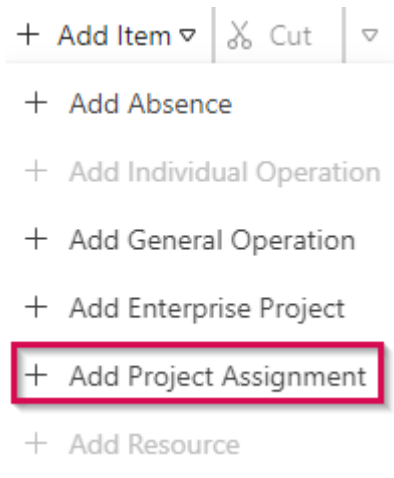 + Add Item ▿ Cut ▿
+ Add Absence
+ Add Individual Operation
+ Add General Operation
+ Add Enterprise Project
+ Add Project Assignment
+ Add Resource